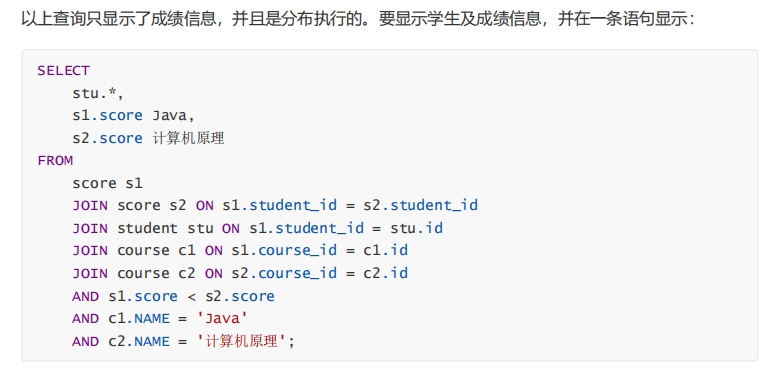 以上查询只显示了成绩信息，并且是分布执行的。要显示学生及成绩信息，并在一条语句显示：
SELECT
stu.*,
s1.score Java,
s2.score 计算机原理
FROM
score s1
JOIN score s2 ON s1.student_id = s2.student_id
JOIN student stu ON s1.student_id = stu.id
JOIN course c1 ON s1.course_id = c1.id
JOIN course c2 ON s2.course_id = c2.id
AND s1.score < s2.score
AND c1.NAME = 'Java'
AND c2.NAME = '计算机原理';